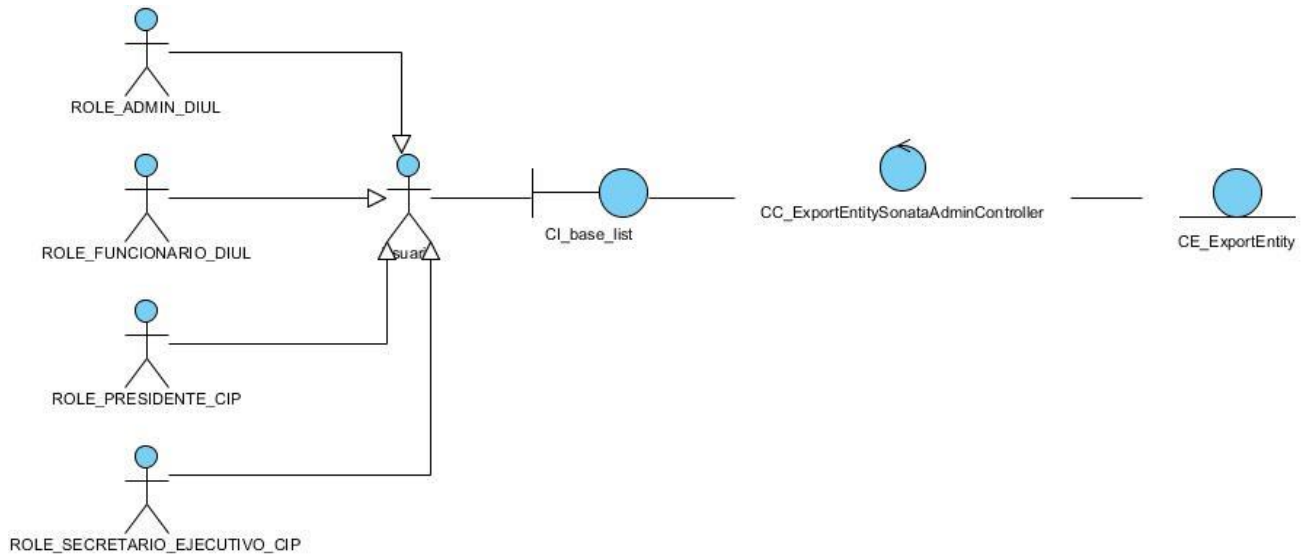 ROLE_ADMIN_DIUL
ROLE_FUNCIONARIO_DIUL
CI_base_list
CC_ExportEntitySonataAdminController
CE_ExportEntity
ROLE_PRESIDENTE_CIP
ROLE_SECRETARIO_EJECUTIVO_CIP